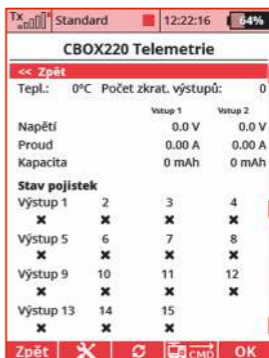 Tx Standard 12:22:16 64%
CBOX220 Telemetrie
<< Zpět
Tepl.: 0°C Počet zkrat. výstupů: 0
Vstup 1 Vstup 2
Napětí 0.0 V 0.0 V
Proud 0.00 A 0.00 A
Kapacita 0 mAh 0 mAh
Stav pojistek
Výstup 1 2 3 4
Výstup 5 6 7 8
Výstup 9 10 11 12
Výstup 13 14 15
Zpět CMD OK